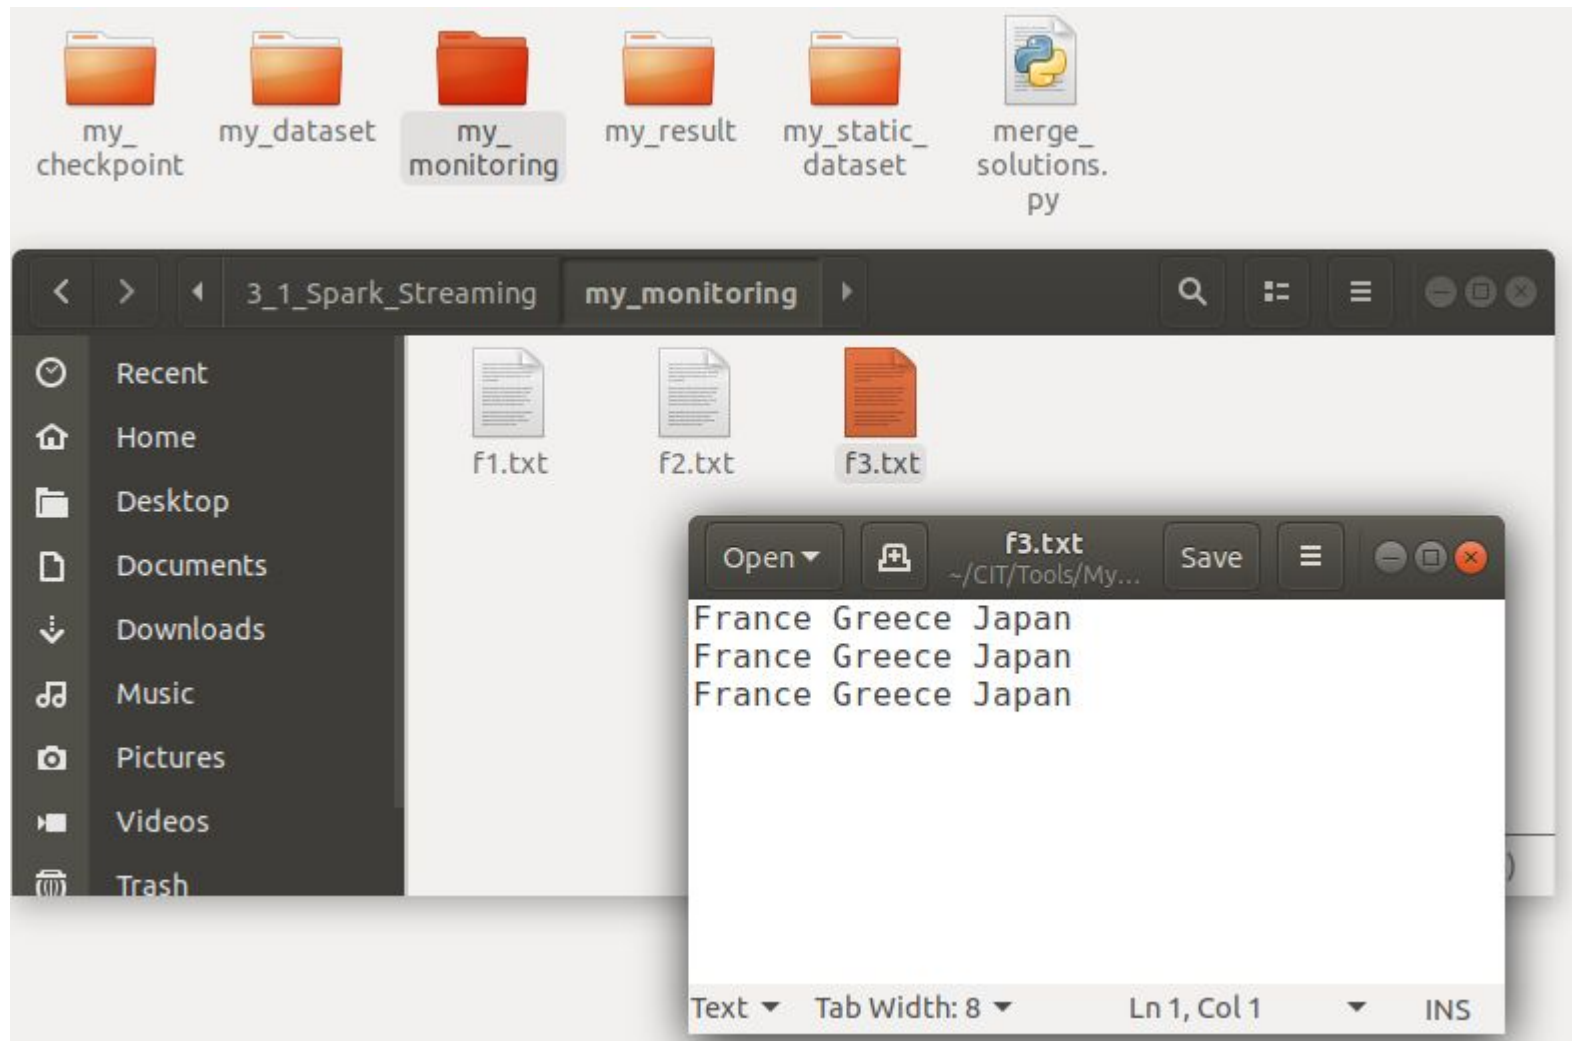 my_
checkpoint
my_dataset
my_
monitoring
my_result
my_static_
dataset
merge_
solutions.
py
3_1_Spark_Streaming
my_monitoring
Recent
Home
Desktop
Documents
Downloads
Music
Pictures
Videos
Trash
f1.txt
f2.txt
f3.txt
Open
f3.txt
~/CIT/Tools/My...
Save
France Greece Japan
France Greece Japan
France Greece Japan
)
Text
Tab Width: 8
Ln 1, Col 1
INS